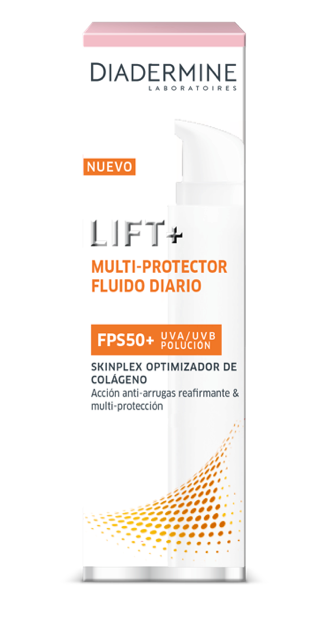 DIADERMINE
LABORATOIRES
NUEVO
LIFT+
MULTI-PROTECTOR
FLUIDO DIARIO
FPS50+ UVA/UVB
POLUCIÓN
SKINPLEX OPTIMIZADOR DE
COLÁGENO
Acción anti-arrugas reafirmante &
multi-protección